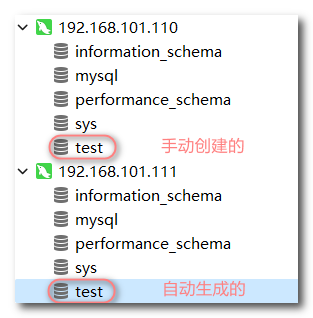 192.168.101.110
information_schema
mysql
performance_schema
sys
test 手动创建的
192.168.101.111
information_schema
mysql
performance_schema
sys
test 自动生成的